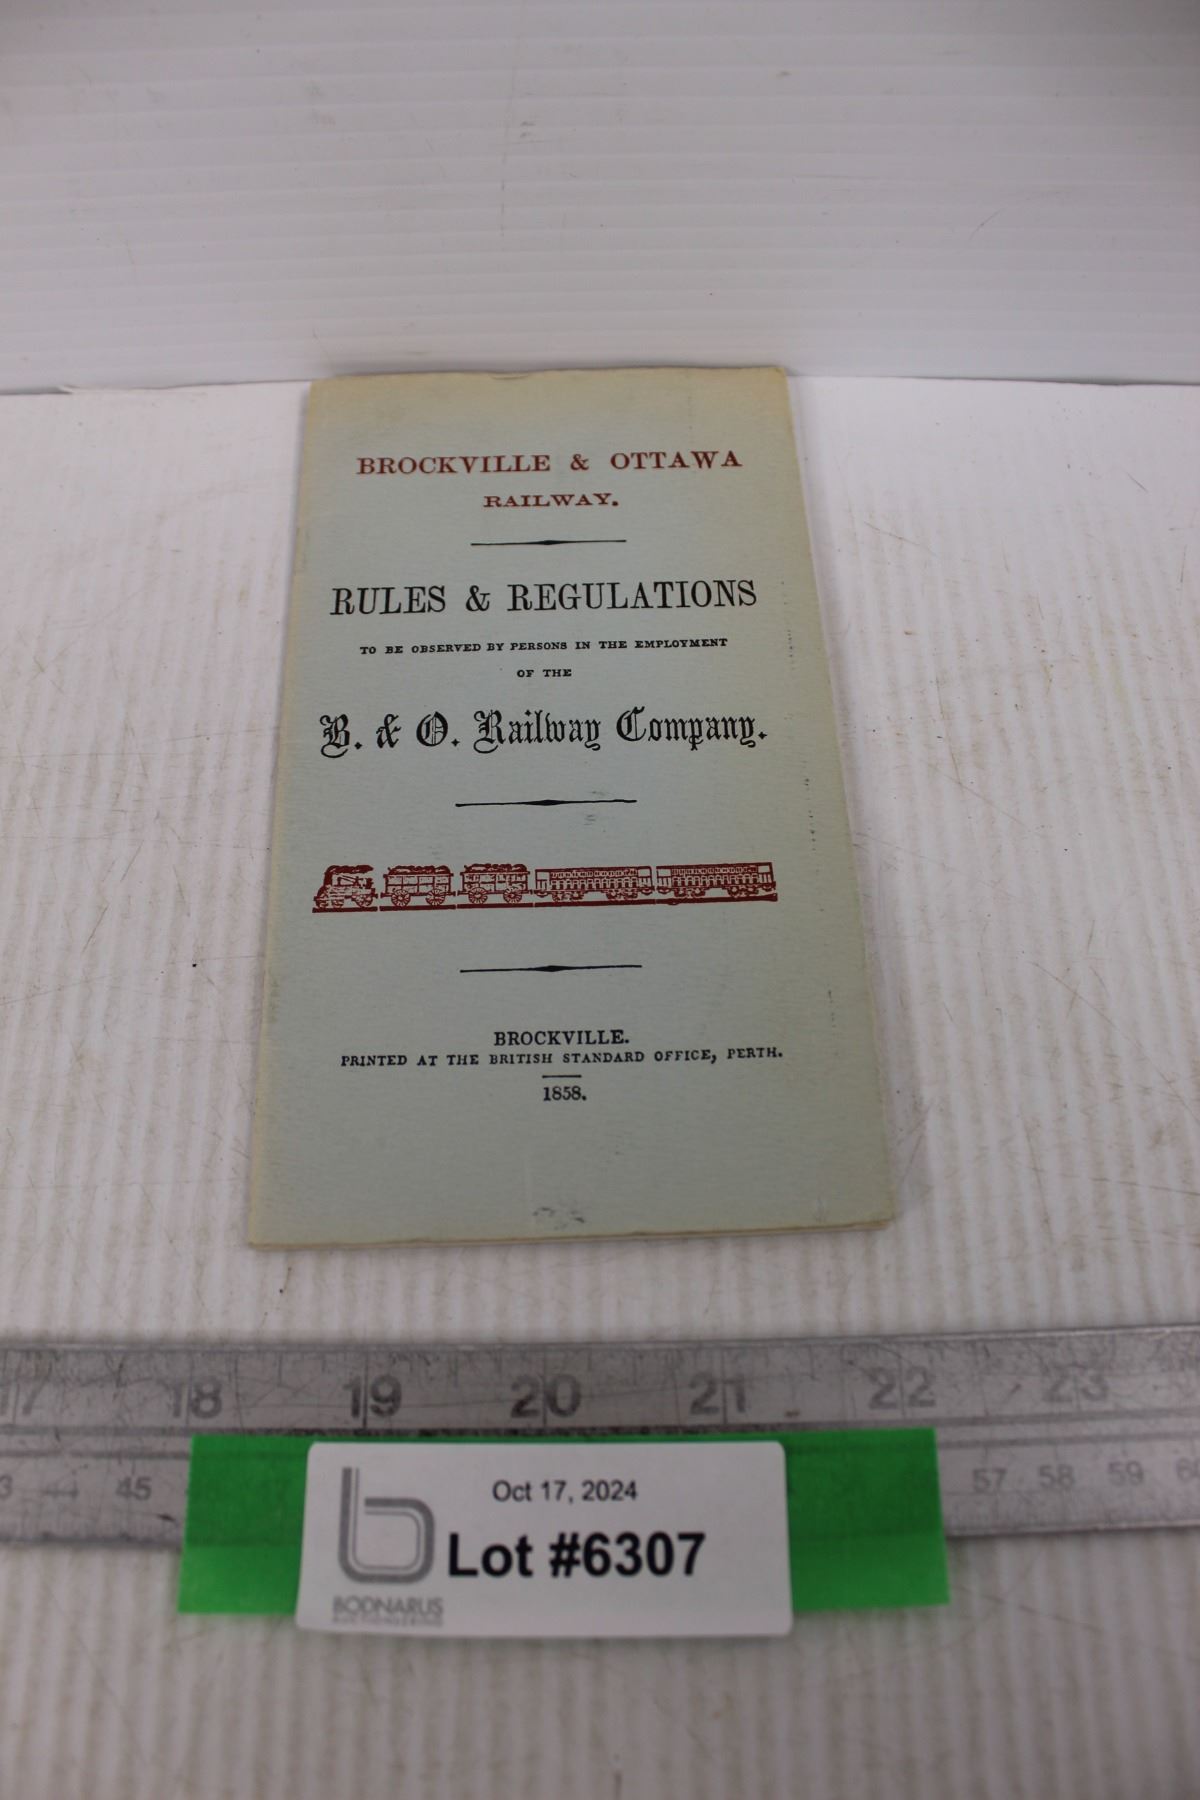 BROCKVILLE & OTTAWA
RAILWAY.
RULES & REGULATIONS
TO BE OBSERVED BY PERSONS IN THE EMPLOYMENT
OF THE
B. & O. Railway Company.
BROCKVILLE.
PRINTED AT THE BRITISH STANDARD OFFICE, PERTH.
1858.
17 18 19 20 21 22 23
44 45 57 58 59
Oct 17, 2024
Lot #6307
BODNARUS
AUCTIONEERING